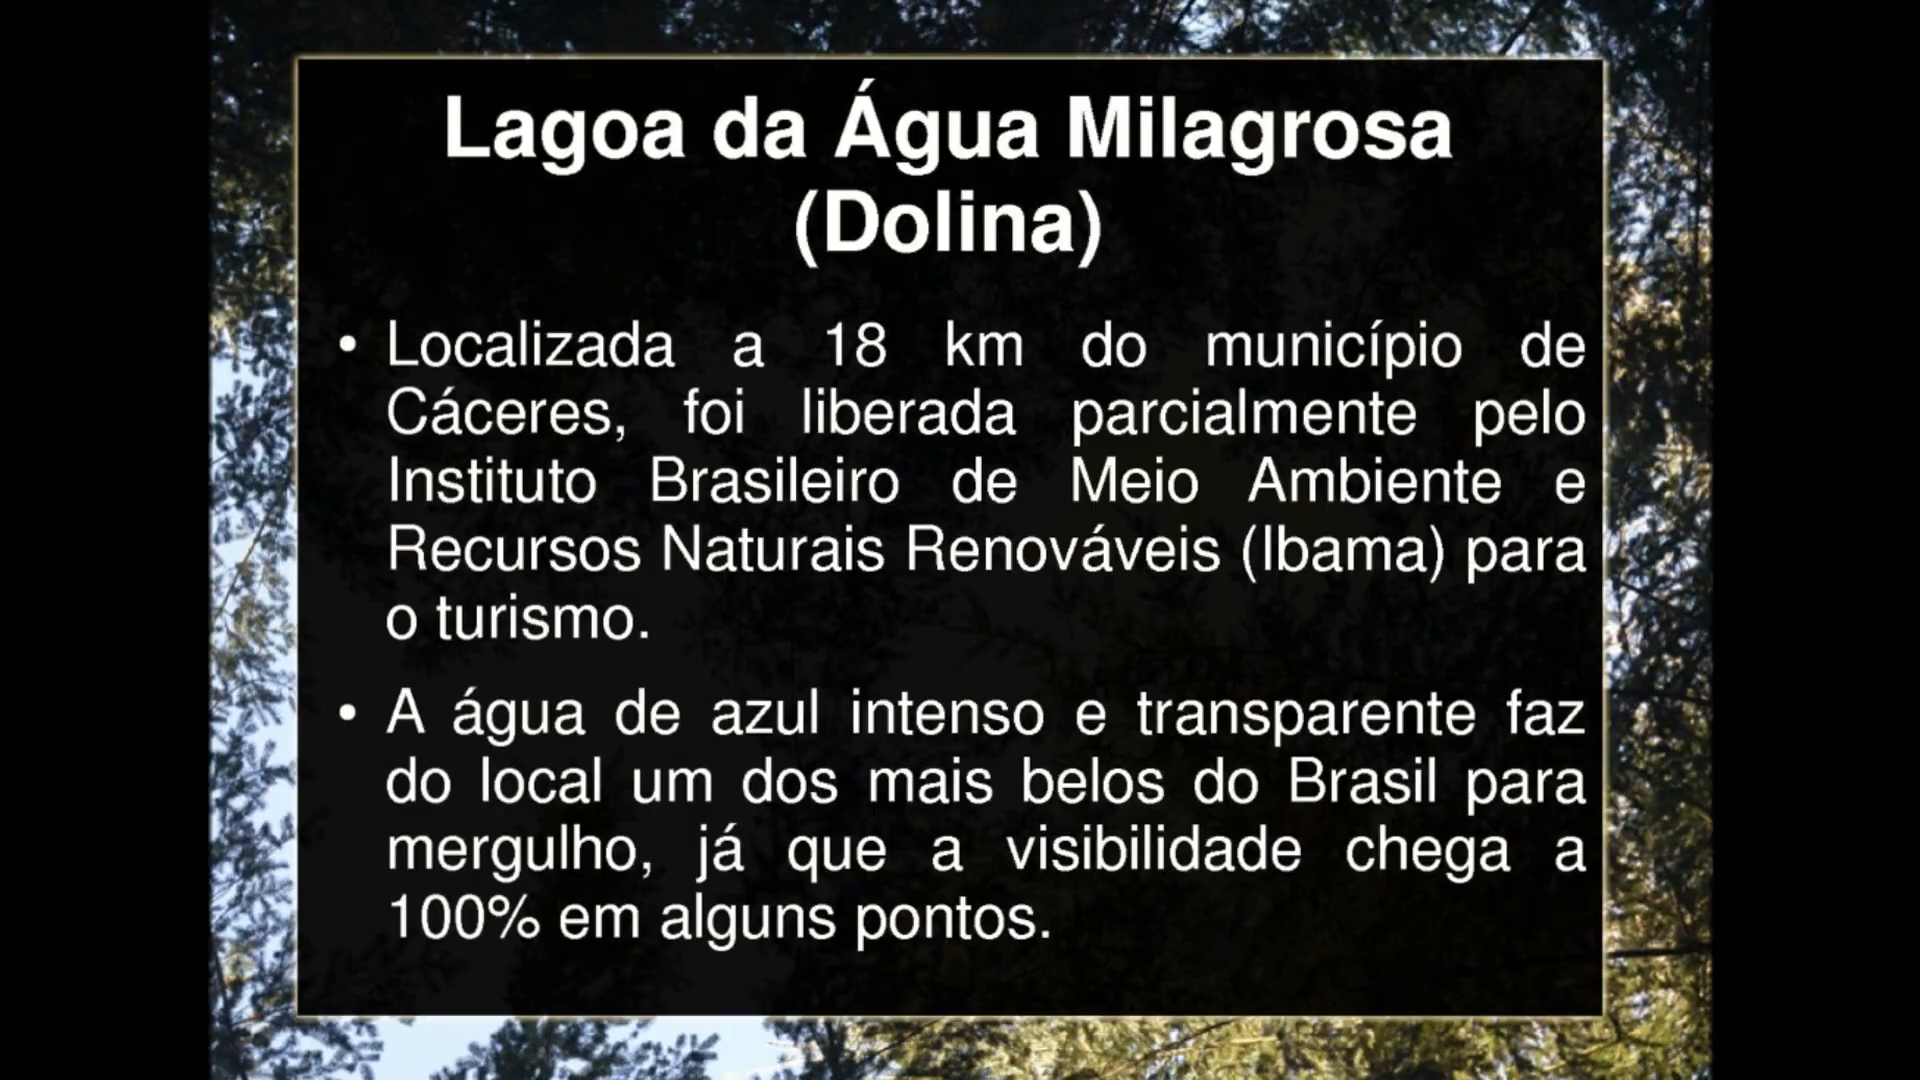 Lagoa da Água Milagrosa
(Dolina)
• Localizada a 18 km do município de
Cáceres, foi liberada parcialmente pelo
Instituto Brasileiro de Meio Ambiente e
Recursos Naturais Renováveis (Ibama) para
o turismo.
• A água de azul intenso e transparente faz
do local um dos mais belos do Brasil para
mergulho, já que a visibilidade chega a
100% em alguns pontos.